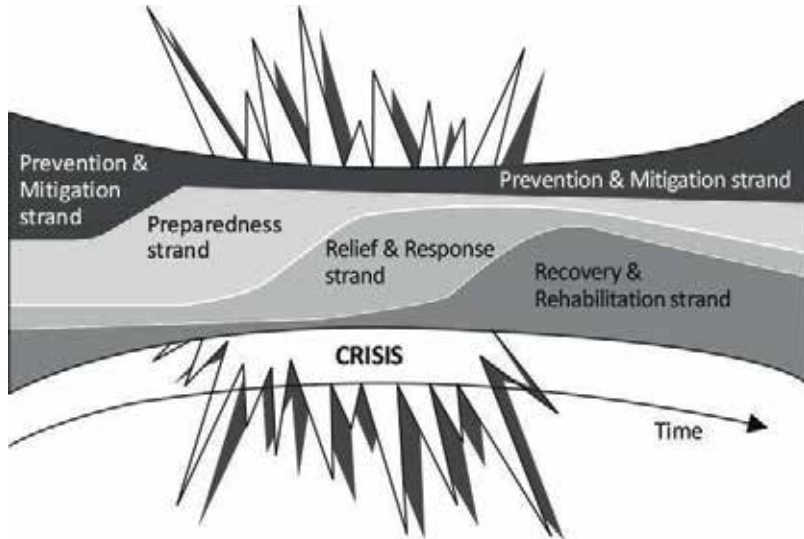 Prevention &
Mitigation
strand
Prevention & Mitigation strand
Preparedness
strand
Relief & Response
strand
Recovery &
Rehabilitation strand
CRISIS
Time